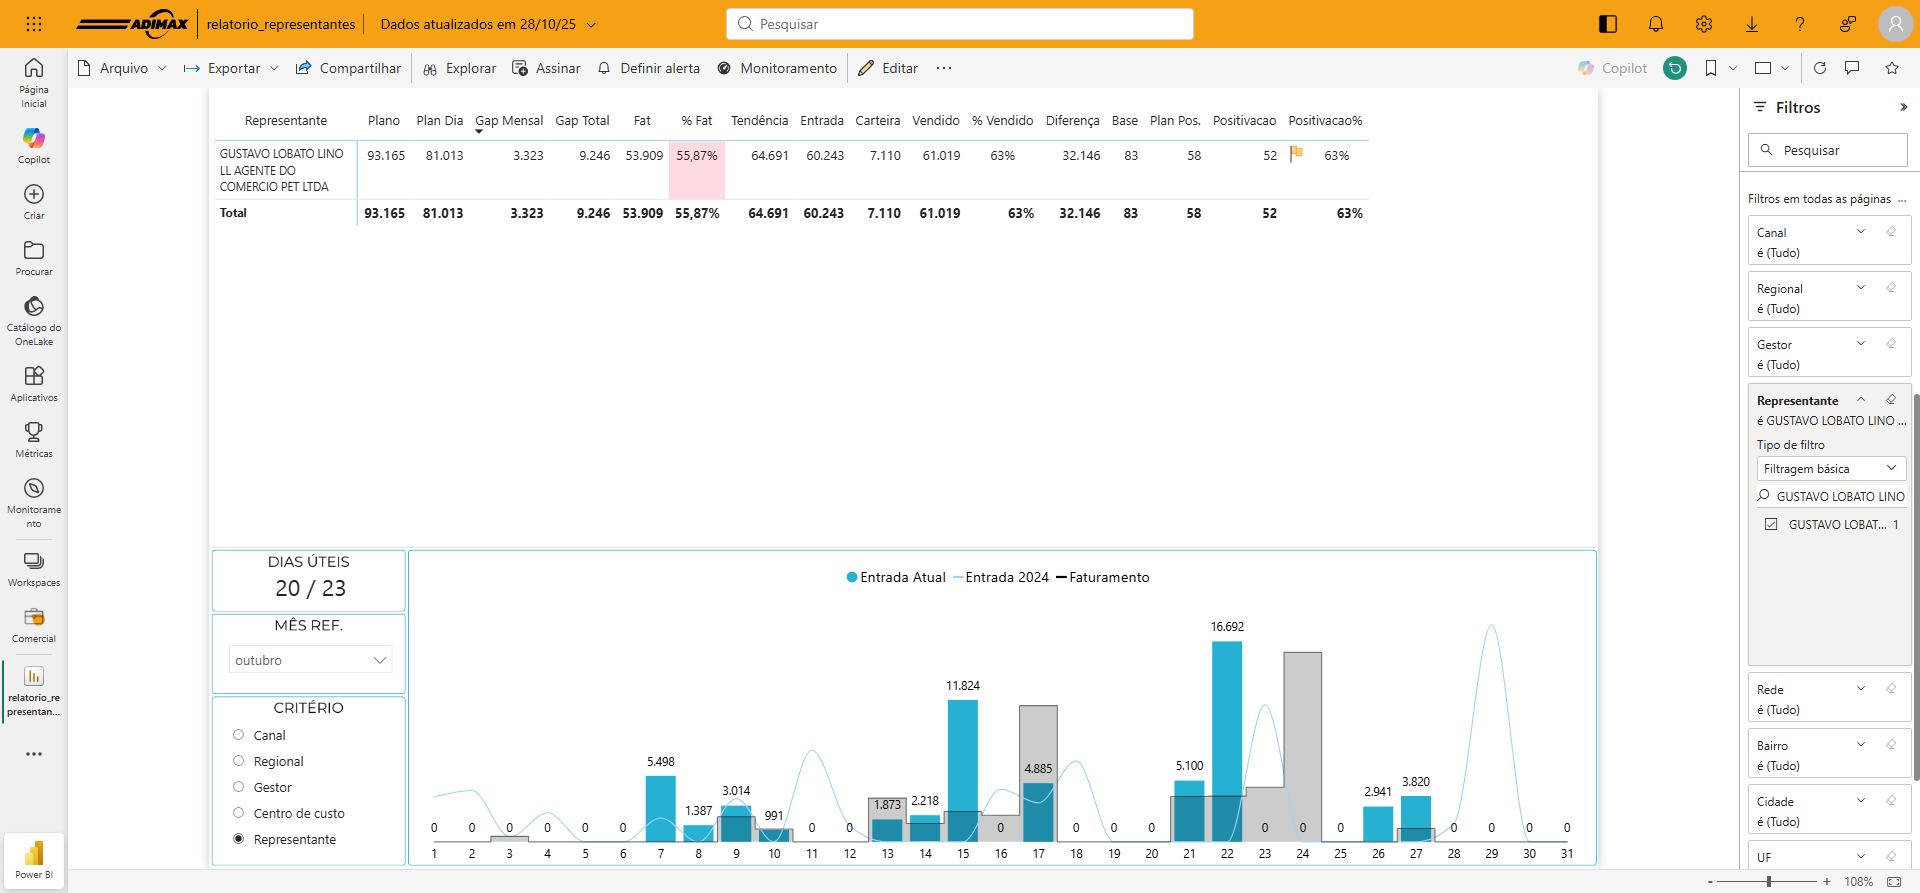 ADIMAX
relatorio_representantes
Dados atualizados em 28/10/25
Pesquisar
Arquivo
Exportar
Compartilhar
Explorar
Assinar
Definir alerta
Monitoramento
Editar
...
Copilot
Página
Inicial
Copilot
Criar
Procurar
Catálogo do
OneLake
Aplicativos
Métricas
Monitorame
nto
Workspaces
Comercial
relatorio_re
presentan...
Power BI
Representante Plano Plan Dia Gap Mensal Gap Total Fat % Fat Tendência Entrada Carteira Vendido % Vendido Diferença Base Plan Pos. Positivacao Positivacao%
GUSTAVO LOBATO LINO 93.165 81.013 3.323 9.246 53.909 55,87% 64.691 60.243 7.110 61.019 63% 32.146 83 58 52 63%
LL AGENTE DO
COMERCIO PET LTDA
Total 93.165 81.013 3.323 9.246 53.909 55,87% 64.691 60.243 7.110 61.019 63% 32.146 83 58 52 63%
DIAS ÚTEIS
20 / 23
MÊS REF.
outubro
CRITÉRIO
Canal
Regional
Gestor
Centro de custo
Representante
Entrada Atual Entrada 2024 Faturamento
0 0 0 0 0 0 5.498 1.387 3.014 991 0 0 1.873 2.218 11.824 0 4.885 0 0 0 5.100 16.692 0 0 0 2.941 3.820 0 0 0 0
1 2 3 4 5 6 7 8 9 10 11 12 13 14 15 16 17 18 19 20 21 22 23 24 25 26 27 28 29 30 31
Filtros
Pesquisar
Filtros em todas as páginas ...
Canal
é (Tudo)
Regional
é (Tudo)
Gestor
é (Tudo)
Representante
é GUSTAVO LOBATO LINO ...
Tipo de filtro
Filtragem básica
GUSTAVO LOBATO LINO
GUSTAVO LOBAT... 1
Rede
é (Tudo)
Bairro
é (Tudo)
Cidade
é (Tudo)
UF
- + 108%